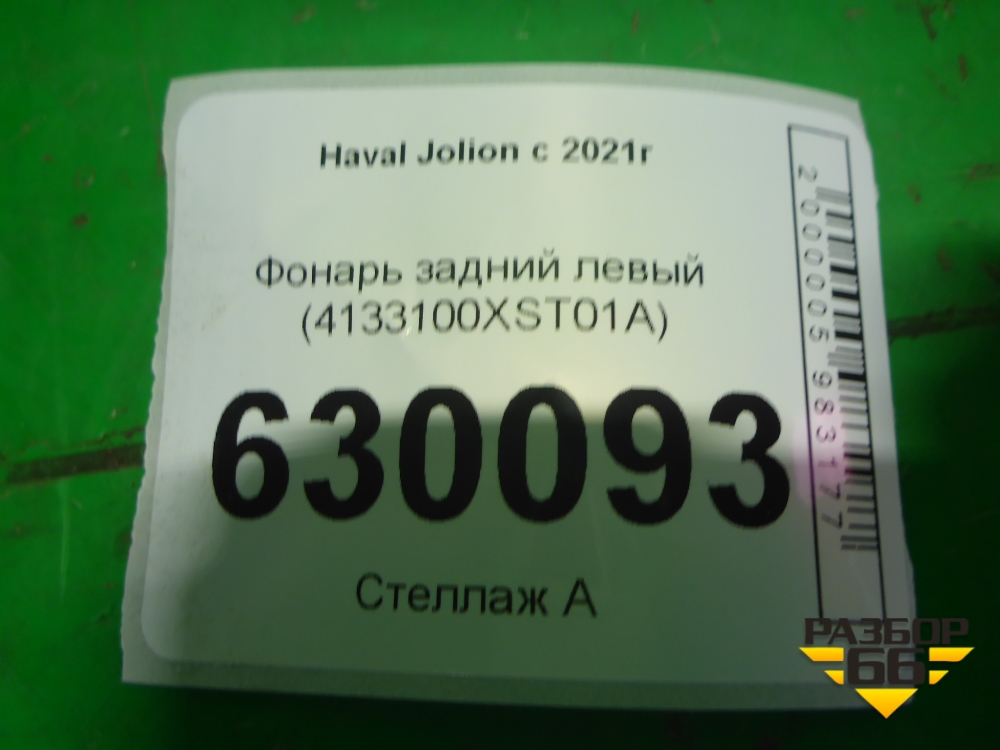 Haval Jolion с 2021г
Фонарь задний левый
(4133100XST01A)
630093
Стеллаж А
2000005983177
РАЗБОР
66